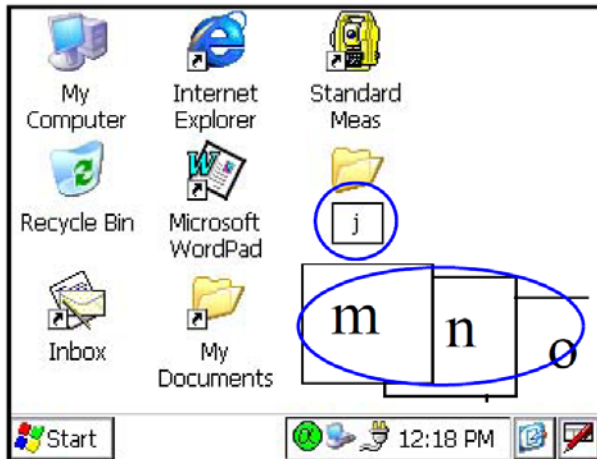 My
Computer
Internet
Explorer
Standard
Meas
Recycle Bin
Microsoft
WordPad
j
Inbox
My
Documents
m n o
Start
12:18 PM